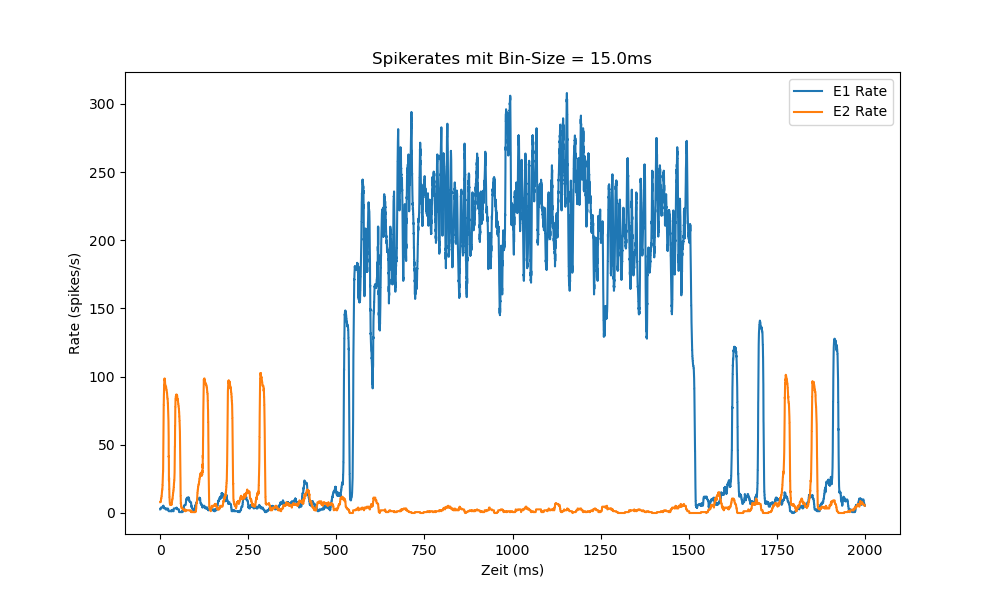 Spikerates mit Bin-Size = 15.0ms
E1 Rate
E2 Rate
300
250
200
150
100
50
0
Rate (spikes/s)
0 250 500 750 1000 1250 1500 1750 2000
Zeit (ms)